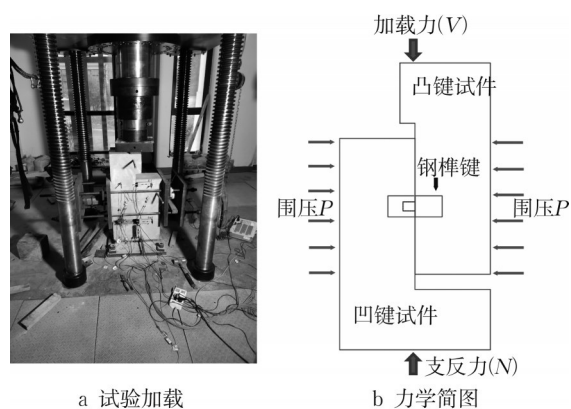 加载力(V)
凸键试件
钢榫键
围压P
围压P
凹键试件
支反力(N)
a 试验加载
b 力学简图